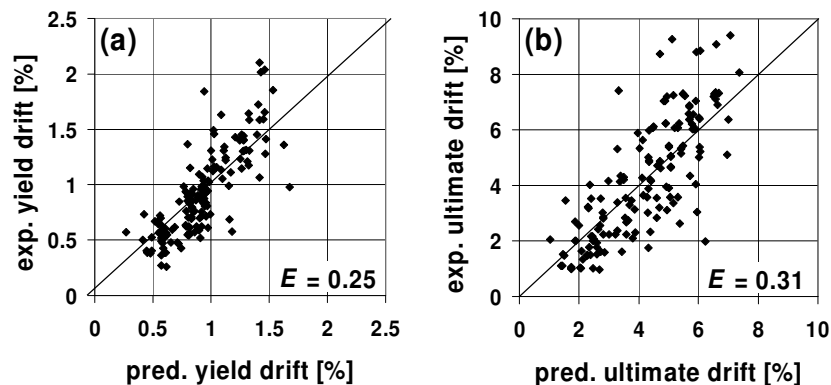 (a)
exp. yield drift [%]
2.5
2
1.5
1
0.5
0
E = 0.25
0 0.5 1 1.5 2 2.5
pred. yield drift [%]
(b)
exp. ultimate drift [%]
10
8
6
4
2
0
E = 0.31
0 2 4 6 8 10
pred. ultimate drift [%]